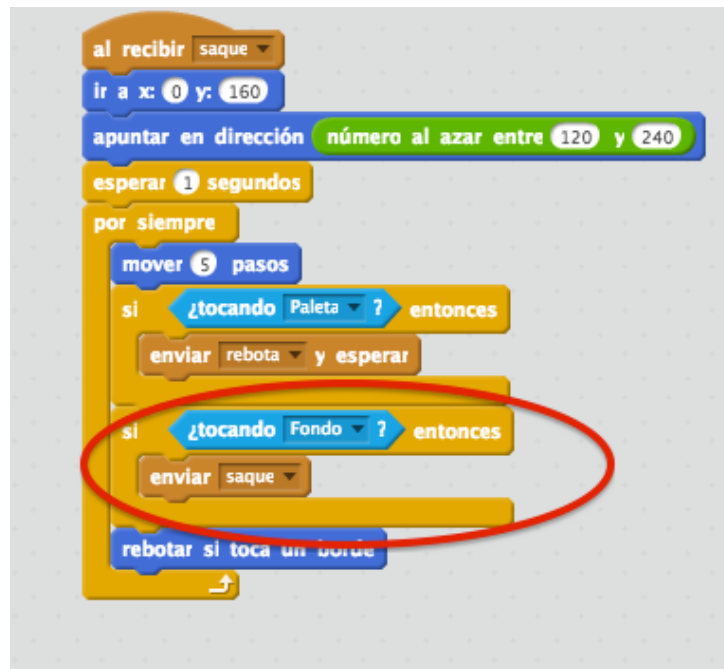 al recibir saque
ir a x: 0 y: 160
apuntar en dirección número al azar entre 120 y 240
esperar 1 segundos
por siempre
mover 5 pasos
si ¿tocando Paleta ? entonces
enviar rebota y esperar
si ¿tocando Fondo ? entonces
enviar saque
rebotar si toca un borde